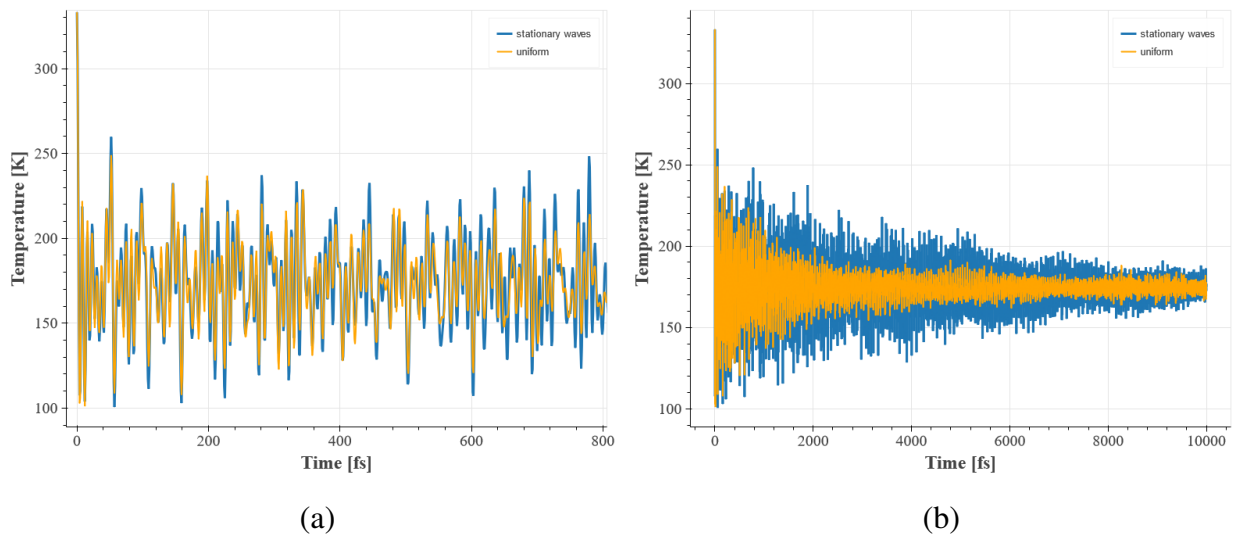 stationary waves
uniform
Temperature [K]
300
250
200
150
100
0
200
400
600
800
Time [fs]
(a)
stationary waves
uniform
Temperature [K]
300
250
200
150
100
0
2000
4000
6000
8000
10000
Time [fs]
(b)